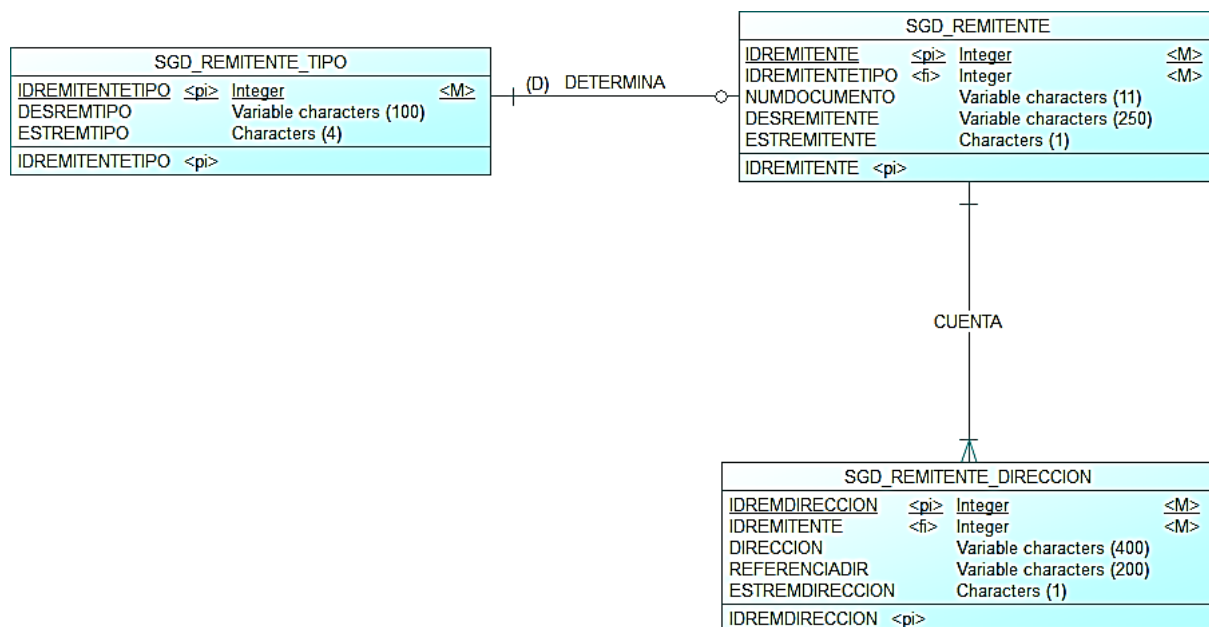 SGD_REMITENTE_TIPO
IDREMITENTETIPO <pi> Integer <M>
DESREMTIPO Variable characters (100)
ESTREMTIPO Characters (4)
IDREMITENTETIPO <pi>
(D) DETERMINA
SGD_REMITENTE
IDREMITENTE <pi> Integer <M>
IDREMITENTETIPO <fi> Integer <M>
NUMDOCUMENTO Variable characters (11)
DESREMITENTE Variable characters (250)
ESTREMITENTE Characters (1)
IDREMITENTE <pi>
CUENTA
SGD_REMITENTE_DIRECCION
IDREMDIRECCION <pi> Integer <M>
IDREMITENTE <fi> Integer <M>
DIRECCION Variable characters (400)
REFERENCIADIR Variable characters (200)
ESTREMDIRECCION Characters (1)
IDREMDIRECCION <pi>